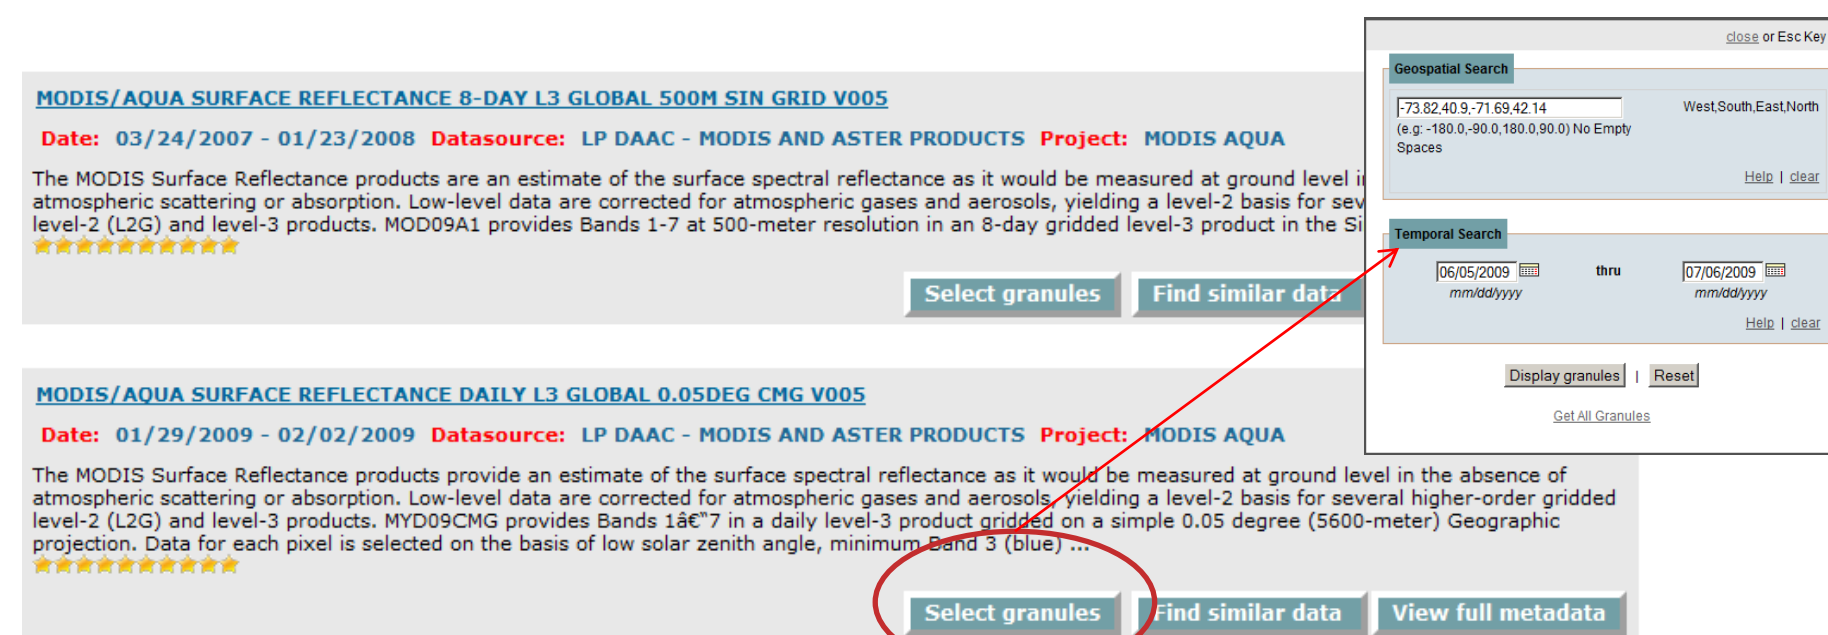 MODIS/AQUA SURFACE REFLECTANCE 8-DAY L3 GLOBAL 500M SIN GRID V005
Date: 03/24/2007 - 01/23/2008 Datasource: LP DAAC - MODIS AND ASTER PRODUCTS Project: MODIS AQUA
The MODIS Surface Reflectance products are an estimate of the surface spectral reflectance as it would be measured at ground level
atmospheric scattering or absorption. Low-level data are corrected for atmospheric gases and aerosols, yielding a level-2 basis for sev
level-2 (L2G) and level-3 products. MOD09A1 provides Bands 1-7 at 500-meter resolution in an 8-day gridded level-3 product in the Si
Select granules Find similar data
MODIS/AQUA SURFACE REFLECTANCE DAILY L3 GLOBAL 0.05DEG CMG V005
Date: 01/29/2009 - 02/02/2009 Datasource: LP DAAC - MODIS AND ASTER PRODUCTS Project: MODIS AQUA
The MODIS Surface Reflectance products provide an estimate of the surface spectral reflectance as it would be measured at ground level in the absence of
atmospheric scattering or absorption. Low-level data are corrected for atmospheric gases and aerosols, yielding a level-2 basis for several higher-order gridded
level-2 (L2G) and level-3 products. MYD09CMG provides Bands 1â€"7 in a daily level-3 product gridded on a simple 0.05 degree (5600-meter) Geographic
projection. Data for each pixel is selected on the basis of low solar zenith angle, minimum Band 3 (blue) ...
Select granules Find similar data View full metadata
close or Esc Key
Geospatial Search
-73.82,40.9,-71.69,42.14 West,South,East,North
(e.g: -180.0,-90.0,180.0,90.0) No Empty
Spaces
Help | clear
Temporal Search
06/05/2009 thru 07/06/2009
mm/dd/yyyy mm/dd/yyyy
Help | clear
Display granules | Reset
Get All Granules